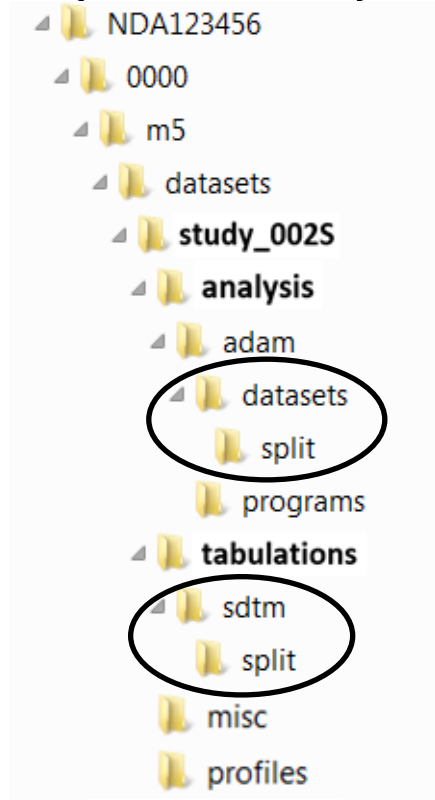 NDA123456
0000
m5
datasets
study_002S
analysis
adam
datasets
split
programs
tabulations
sdtm
split
misc
profiles